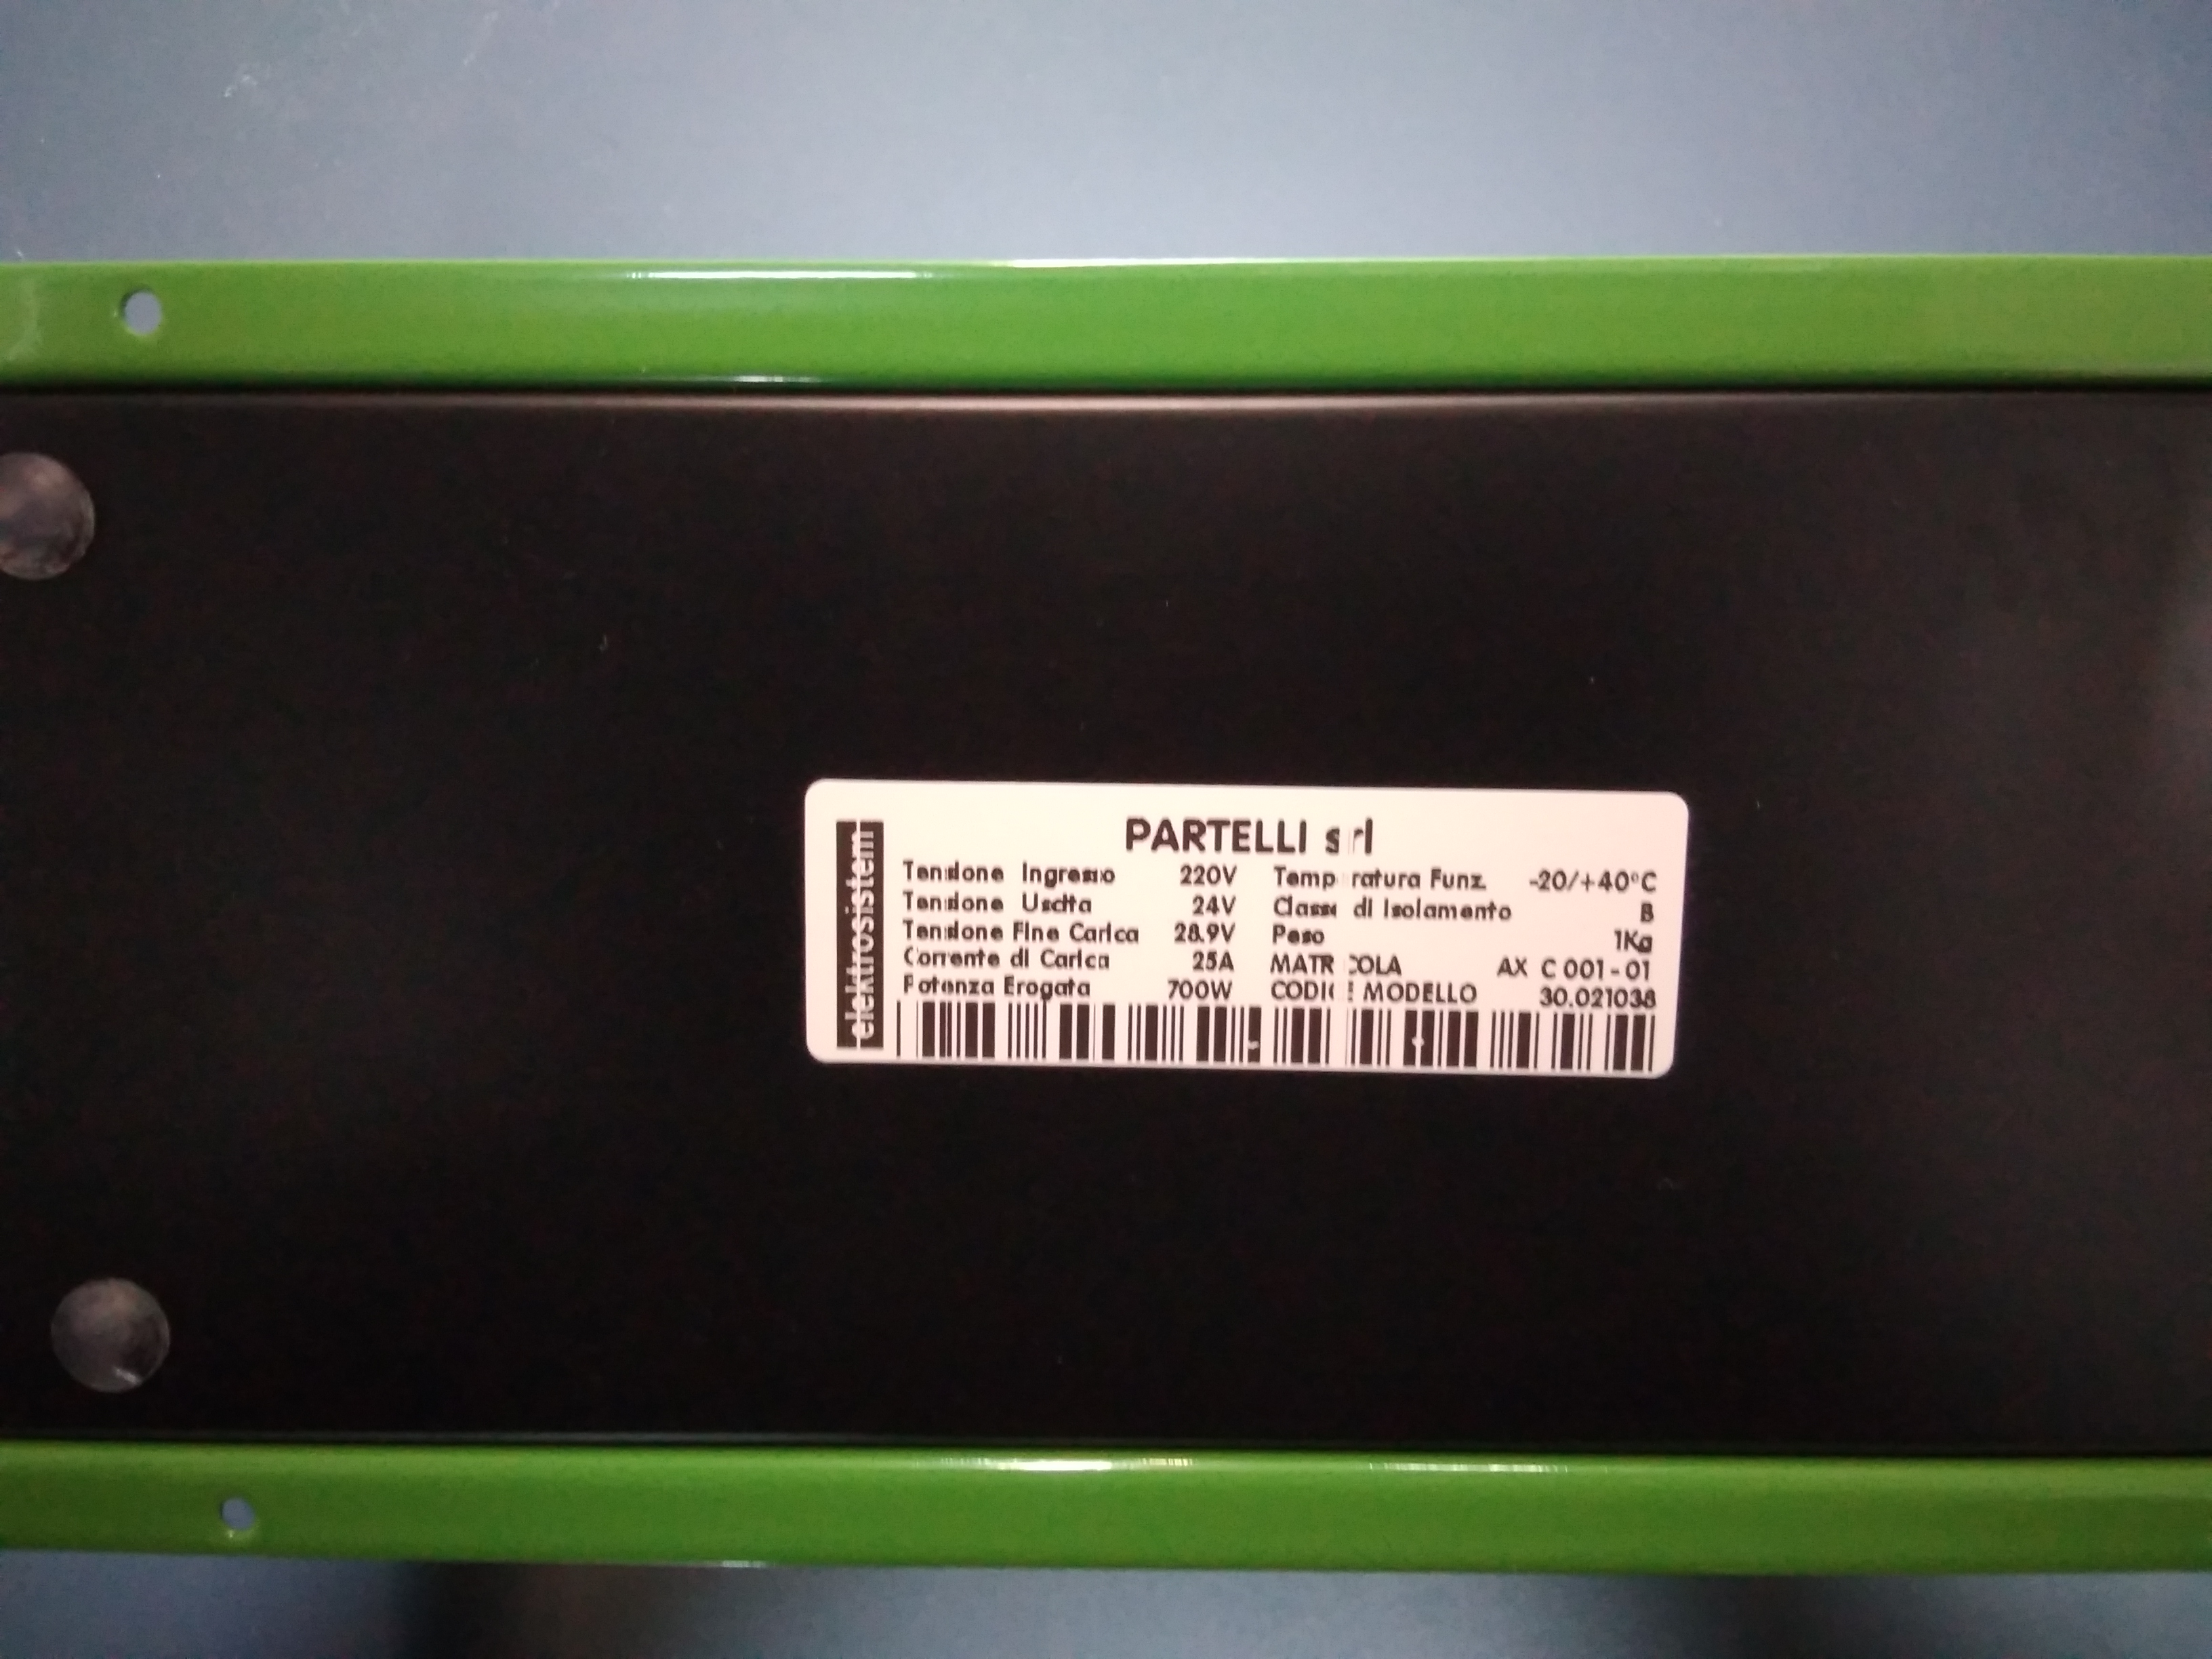 elektrosistem
PARTELLI srl
Tensione Ingresso 220V
Tensione Uscita 24V
Tensione Fine Carica 28.9V
Corrente di Carica 25A
Potenza Erogata 700W
Temperatura Funz. -20/+40°C
Classe di Isolamento B
Peso 1Kg
MATRICOLA AX C 001-01
CODICE MODELLO 30.021038